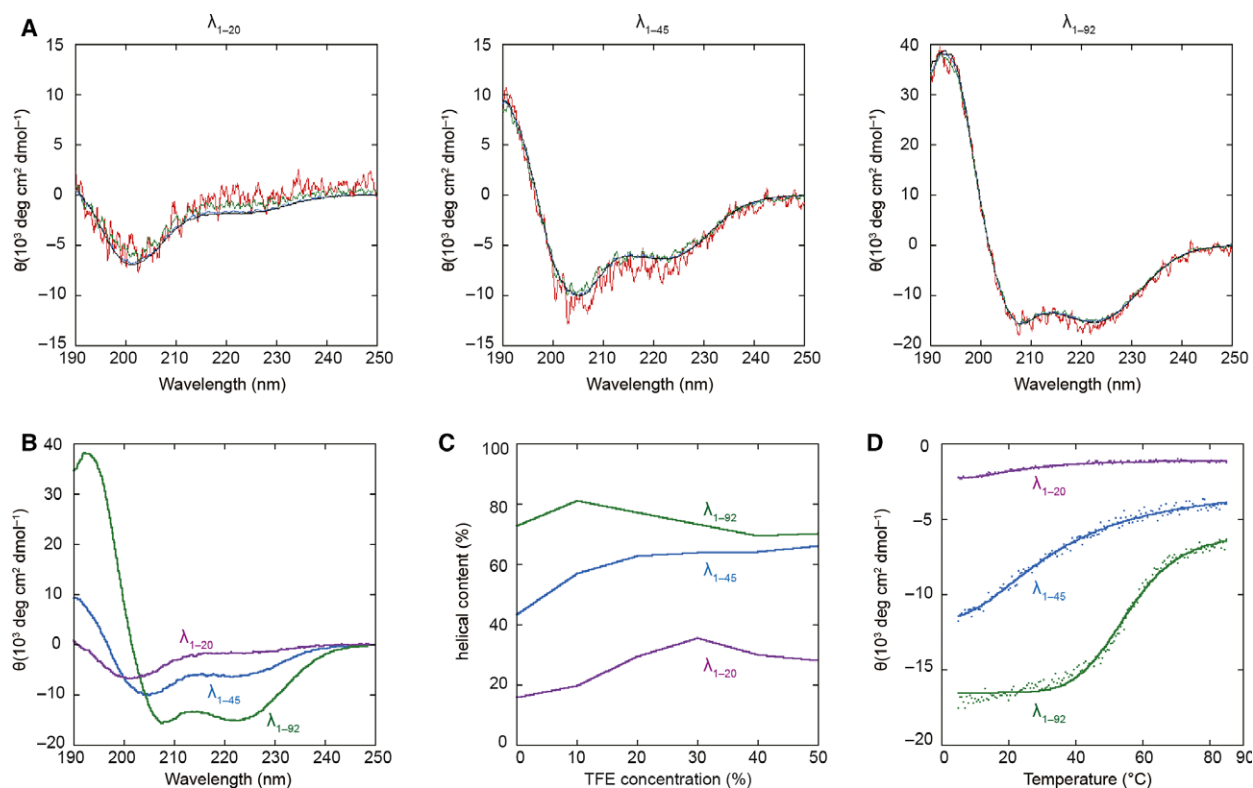 A
λ1–20
λ1–45
λ1–92
15
10
5
0
–5
–10
–15
θ(10³ deg cm² dmol⁻¹)
190 200 210 220 230 240 250
Wavelength (nm)
15
10
5
0
–5
–10
–15
θ(10³ deg cm² dmol⁻¹)
190 200 210 220 230 240 250
Wavelength (nm)
40
30
20
10
0
–10
–20
θ(10³ deg cm² dmol⁻¹)
190 200 210 220 230 240 250
Wavelength (nm)
B
40
30
20
10
0
–10
–20
θ(10³ deg cm² dmol⁻¹)
λ1–20
λ1–45
λ1–92
190 200 210 220 230 240 250
Wavelength (nm)
C
100
80
60
40
20
0
helical content (%)
λ1–92
λ1–45
λ1–20
0 10 20 30 40 50
TFE concentration (%)
D
0
–5
–10
–15
–20
θ(10³ deg cm² dmol⁻¹)
λ1–20
λ1–45
λ1–92
0 20 40 60 80 90
Temperature (°C)